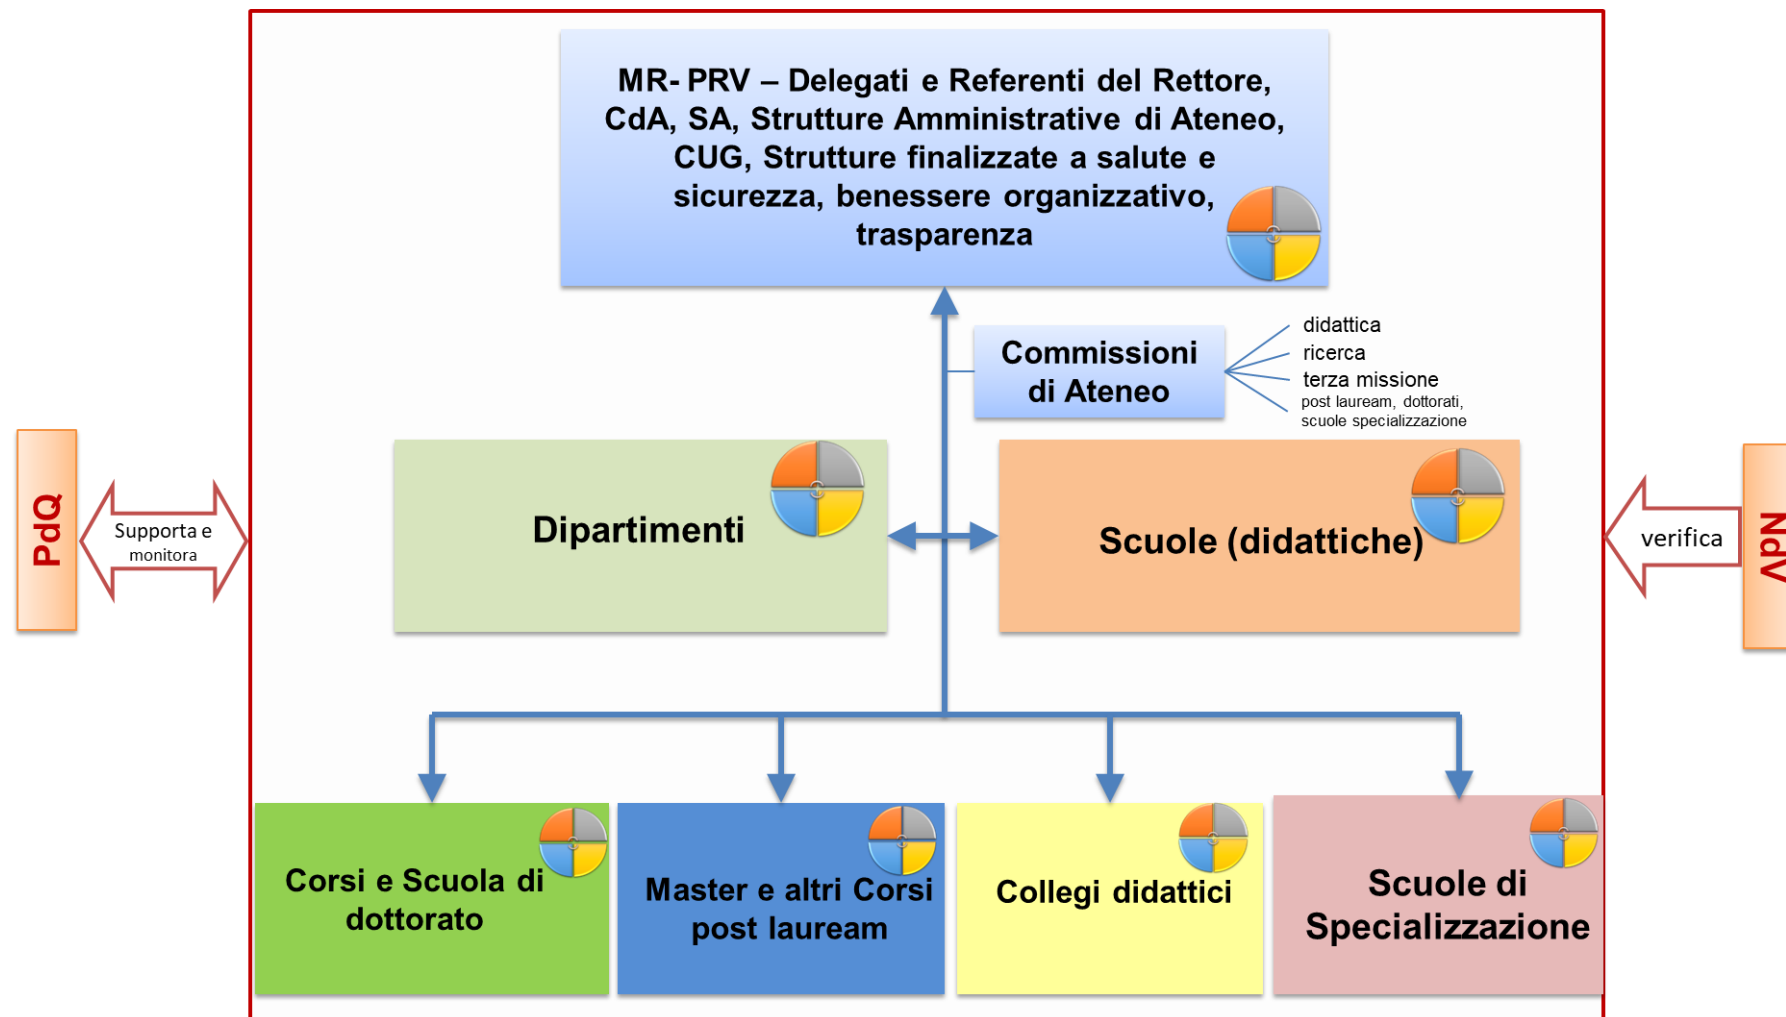 MR- PRV – Delegati e Referenti del Rettore,
CdA, SA, Strutture Amministrative di Ateneo,
CUG, Strutture finalizzate a salute e
sicurezza, benessere organizzativo,
trasparenza
Commissioni
di Ateneo
didattica
ricerca
terza missione
post lauream, dottorati,
scuole specializzazione
PdQ
Supporta e
monitora
Dipartimenti
Scuole (didattiche)
verifica
NdV
Corsi e Scuola di
dottorato
Master e altri Corsi
post lauream
Collegi didattici
Scuole di
Specializzazione